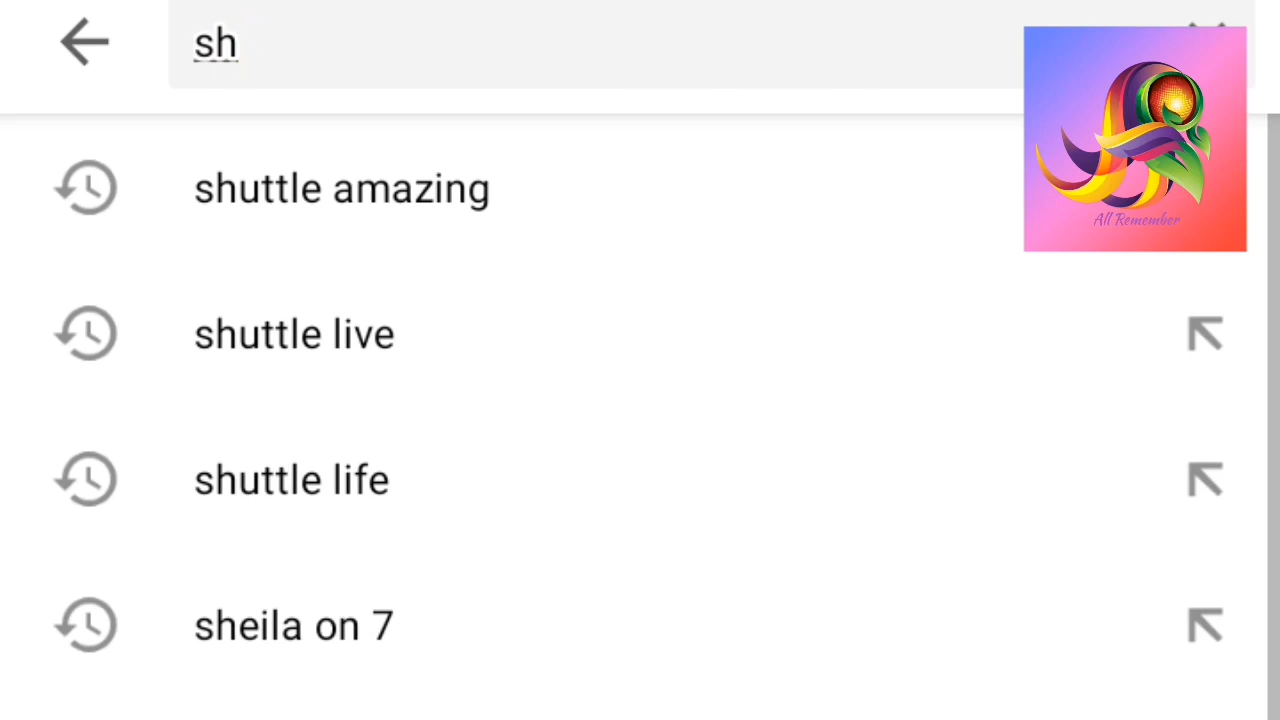 sh
shuttle amazing
All Remember
shuttle live
shuttle life
sheila on 7